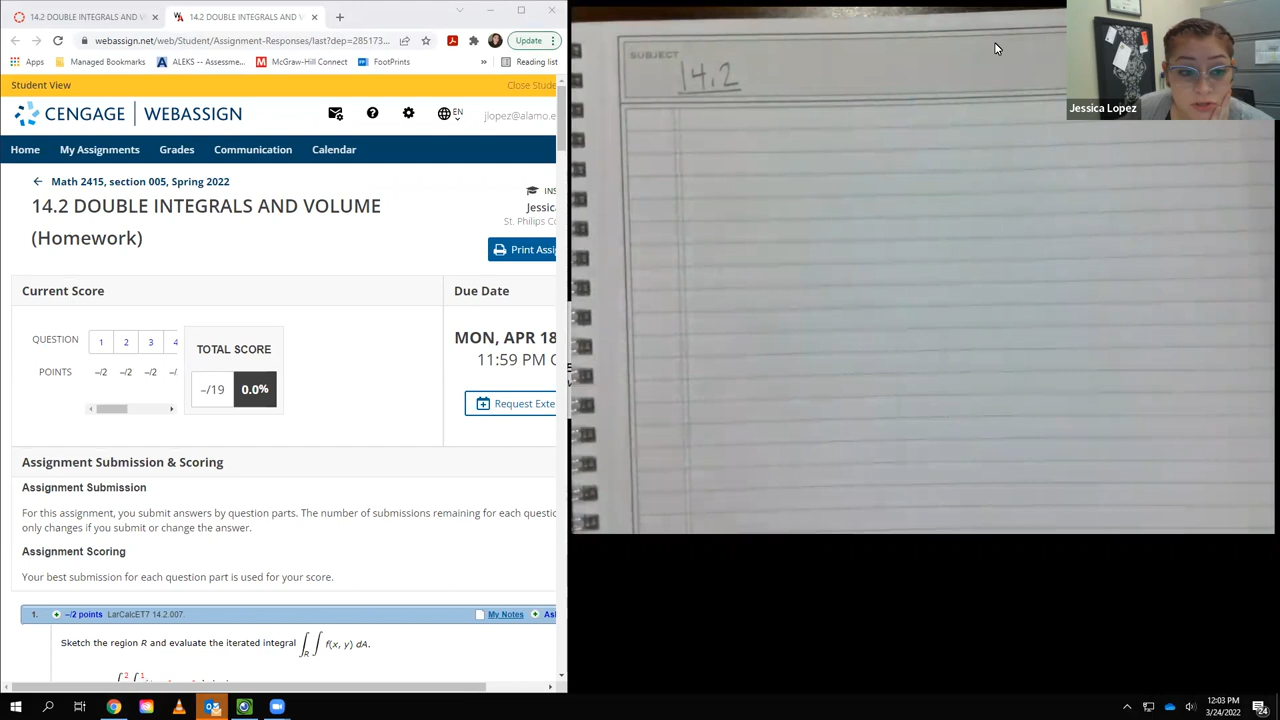 14.2 DOUBLE INTEGRALS AND V
14.2 DOUBLE INTEGRALS AND V
webassign.net/web/Student/Assignment-Responses/last?dep=285173...
Update
Apps
Managed Bookmarks
ALEKS -- Assessme...
McGraw-Hill Connect
FootPrints
»
Reading list
Student View
Close Stude
CENGAGE | WEBASSIGN
EN
jlopez@alamo.e
Home
My Assignments
Grades
Communication
Calendar
← Math 2415, section 005, Spring 2022
14.2 DOUBLE INTEGRALS AND VOLUME
(Homework)
INS
Jessic
St. Philips Co
Print Assi
Current Score
QUESTION 1 2 3 4
POINTS –/2 –/2 –/2 –/
TOTAL SCORE
–/19 0.0%
Due Date
MON, APR 18
11:59 PM C
Request Exte
Assignment Submission & Scoring
Assignment Submission
For this assignment, you submit answers by question parts. The number of submissions remaining for each questio
only changes if you submit or change the answer.
Assignment Scoring
Your best submission for each question part is used for your score.
1. –/2 points LarCalcET7 14.2.007. My Notes Asl
Sketch the region R and evaluate the iterated integral ∫R ∫ f(x, y) dA.
SUBJECT
14.2
Jessica Lopez
12:03 PM
3/24/2022
24